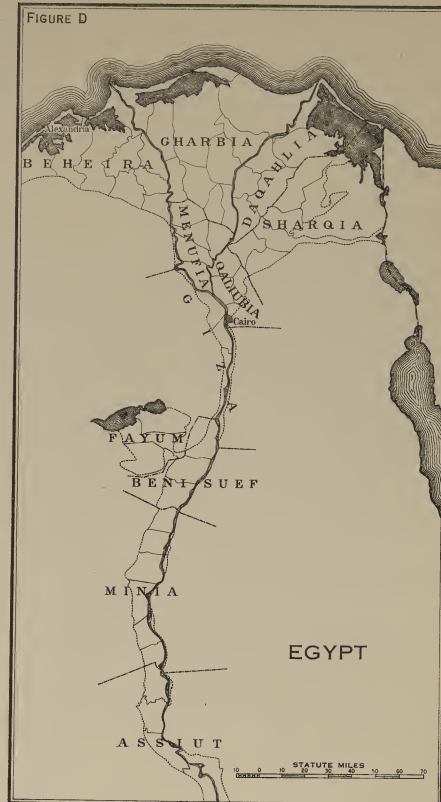 FIGURE D
Alexandria
BEHEIRA
GHARBIA
DAQAHLIA
SHARQIA
MENUFIA
QALIUBIA
GIZA
Cairo
FAYUM
BENI SUEF
MINIA
EGYPT
ASSIUT
STATUTE MILES
10 0 10 20 30 40 50 60 70